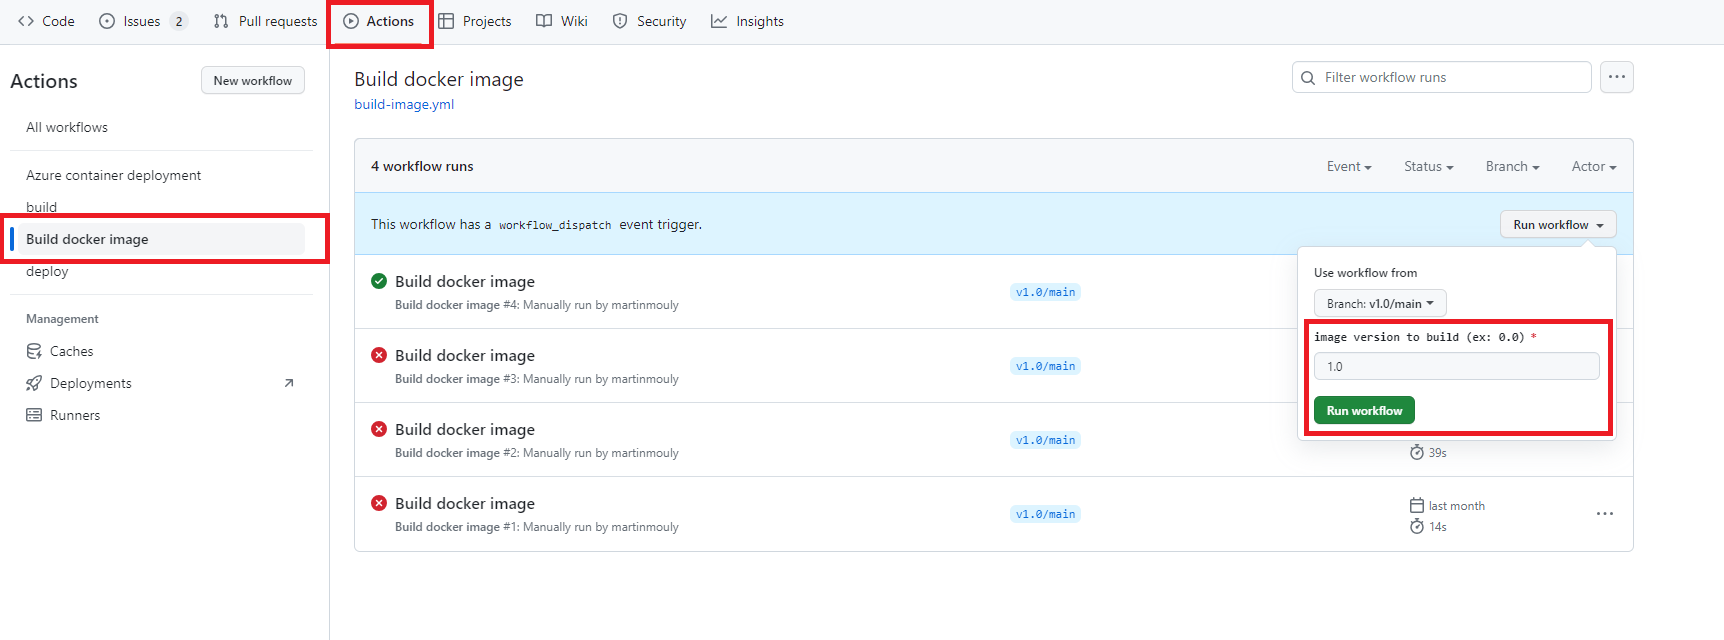 Code Issues 2 Pull requests Actions Projects Wiki Security Insights
Actions
New workflow
All workflows
Azure container deployment
build
Build docker image
deploy
Management
Caches
Deployments
Runners
Build docker image
build-image.yml
Filter workflow runs
4 workflow runs
Event Status Branch Actor
This workflow has a workflow_dispatch event trigger.
Run workflow
Use workflow from
Branch: v1.0/main
image version to build (ex: 0.0) *
1.0
Run workflow
Build docker image
Build docker image #4: Manually run by martinmouly
v1.0/main
Build docker image
Build docker image #3: Manually run by martinmouly
v1.0/main
Build docker image
Build docker image #2: Manually run by martinmouly
v1.0/main
39s
Build docker image
Build docker image #1: Manually run by martinmouly
v1.0/main
last month
14s